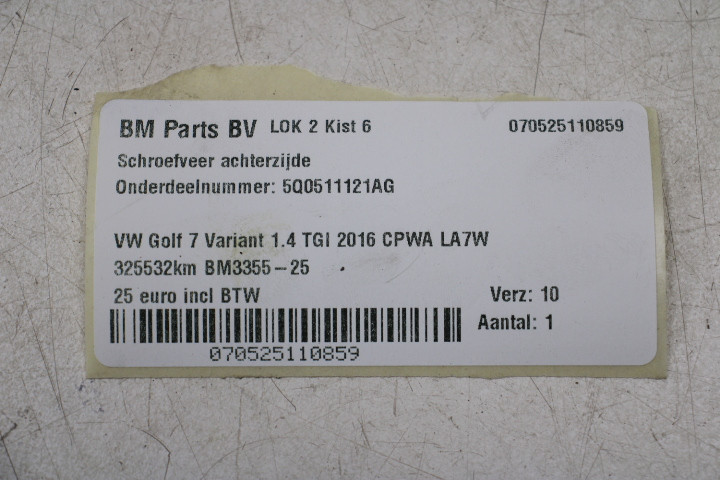 BM Parts BV LOK 2 Kist 6 070525110859
Schroefveer achterzijde
Onderdeelnummer: 5Q0511121AG
VW Golf 7 Variant 1.4 TGI 2016 CPWA LA7W
325532km BM3355-25
25 euro incl BTW Verz: 10
Aantal: 1
070525110859